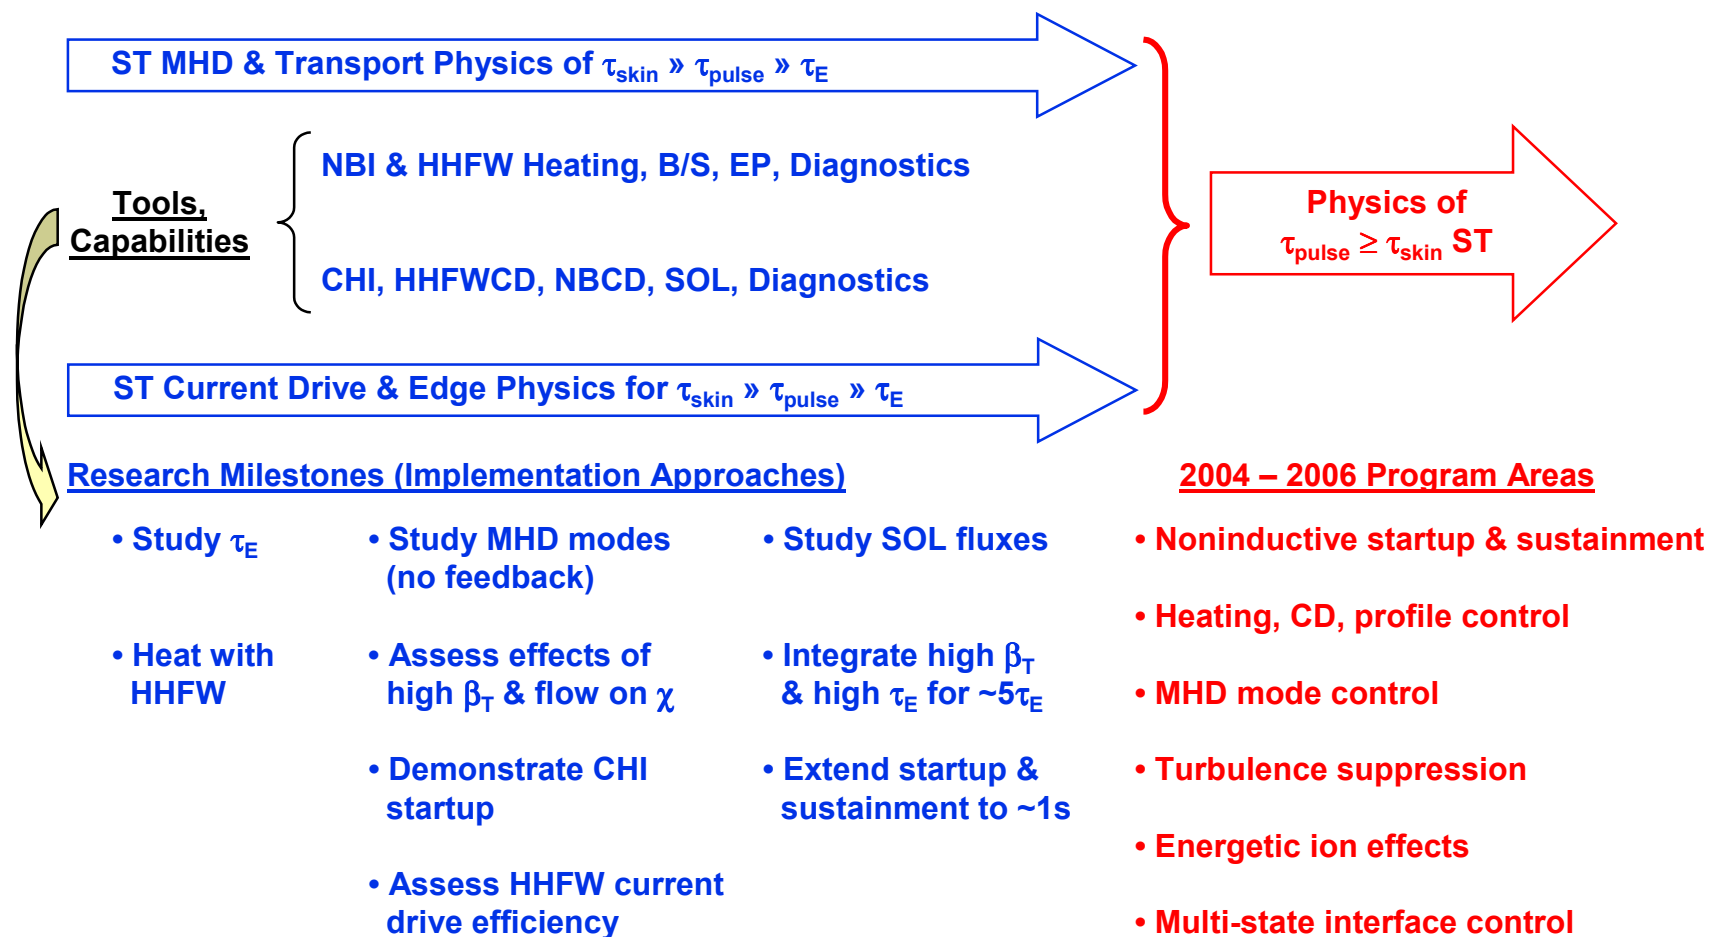 ST MHD & Transport Physics of τskin » τpulse » τE
NBI & HHFW Heating, B/S, EP, Diagnostics
Tools,
Capabilities
CHI, HHFWCD, NBCD, SOL, Diagnostics
Physics of
τpulse ≥ τskin ST
ST Current Drive & Edge Physics for τskin » τpulse » τE
Research Milestones (Implementation Approaches)
• Study τE
• Heat with
HHFW
• Study MHD modes
(no feedback)
• Assess effects of
high βT & flow on χ
• Demonstrate CHI
startup
• Assess HHFW current
drive efficiency
• Study SOL fluxes
• Integrate high βT
& high τE for ~5τE
• Extend startup &
sustainment to ~1s
2004 – 2006 Program Areas
• Noninductive startup & sustainment
• Heating, CD, profile control
• MHD mode control
• Turbulence suppression
• Energetic ion effects
• Multi-state interface control